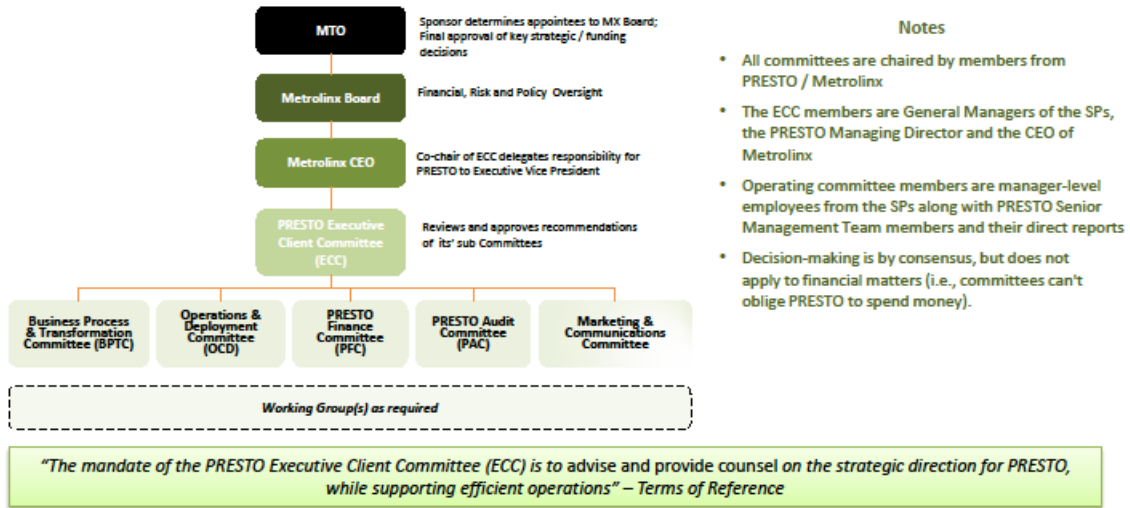 MTO
Sponsor determines appointees to MX Board;
Final approval of key strategic / funding
decisions
Metrolinx Board
Financial, Risk and Policy Oversight
Metrolinx CEO
Co-chair of ECC delegates responsibility for
PRESTO to Executive Vice President
PRESTO Executive
Client Committee
(ECC)
Reviews and approves recommendations
of its' sub Committees
Business Process
& Transformation
Committee (BPTC)
Operations &
Deployment
Committee
(OCD)
PRESTO
Finance
Committee
(PFC)
PRESTO Audit
Committee
(PAC)
Marketing &
Communications
Committee
Working Group(s) as required
Notes
• All committees are chaired by members from
PRESTO / Metrolinx
• The ECC members are General Managers of the SPs,
the PRESTO Managing Director and the CEO of
Metrolinx
• Operating committee members are manager-level
employees from the SPs along with PRESTO Senior
Management Team members and their direct reports
• Decision-making is by consensus, but does not
apply to financial matters (i.e., committees can't
oblige PRESTO to spend money).
“The mandate of the PRESTO Executive Client Committee (ECC) is to advise and provide counsel on the strategic direction for PRESTO,
while supporting efficient operations” – Terms of Reference